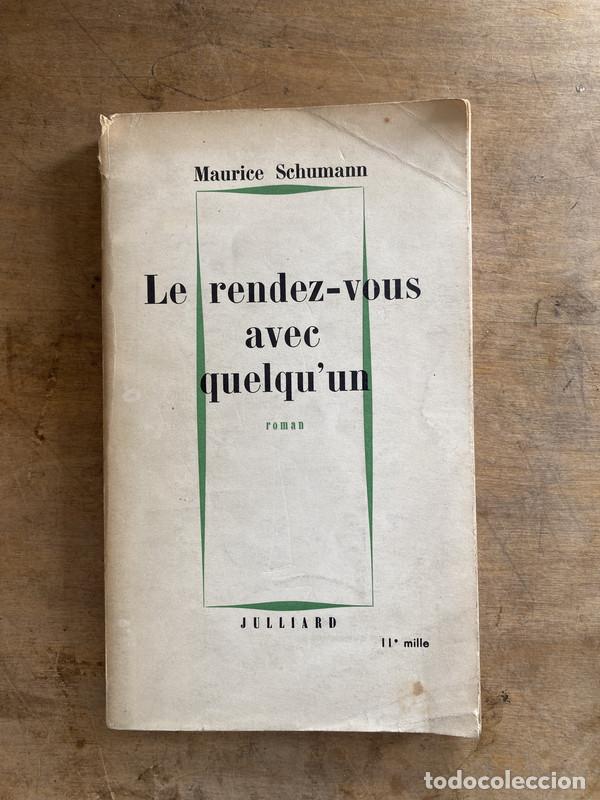 Maurice Schumann
Le rendez-vous
avec
quelqu'un
roman
JULLIARD
11e mille
todocoleccion